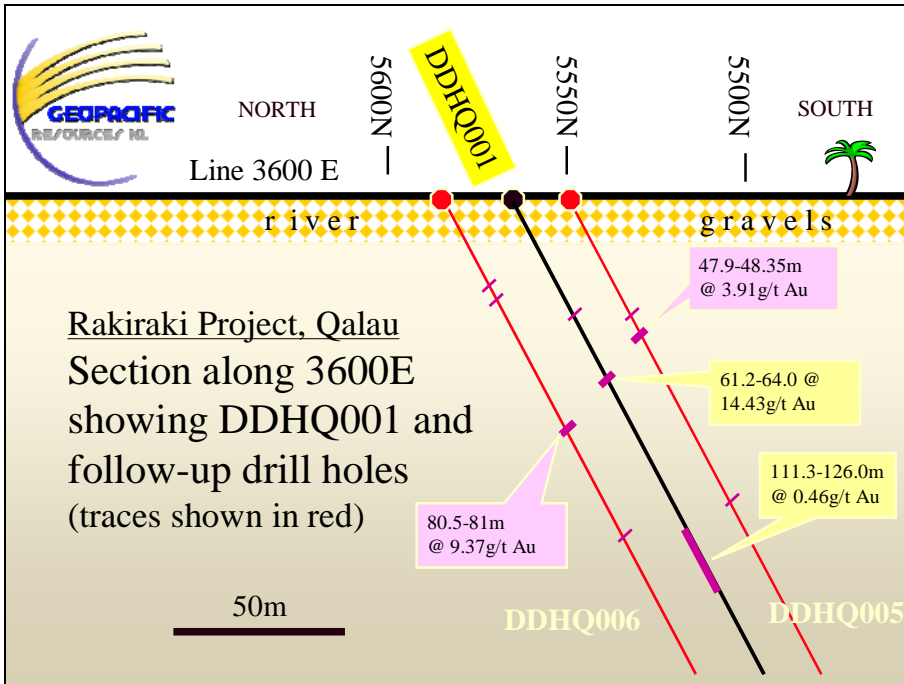 GEOPACIFIC
RESOURCES NL
NORTH
5600N
DDHQ001
5550N
5500N
SOUTH
Line 3600 E
river
gravels
47.9-48.35m
@ 3.91g/t Au
Rakiraki Project, Qalau
Section along 3600E
showing DDHQ001 and
follow-up drill holes
(traces shown in red)
61.2-64.0 @
14.43g/t Au
111.3-126.0m
@ 0.46g/t Au
80.5-81m
@ 9.37g/t Au
50m
DDHQ006
DDHQ005